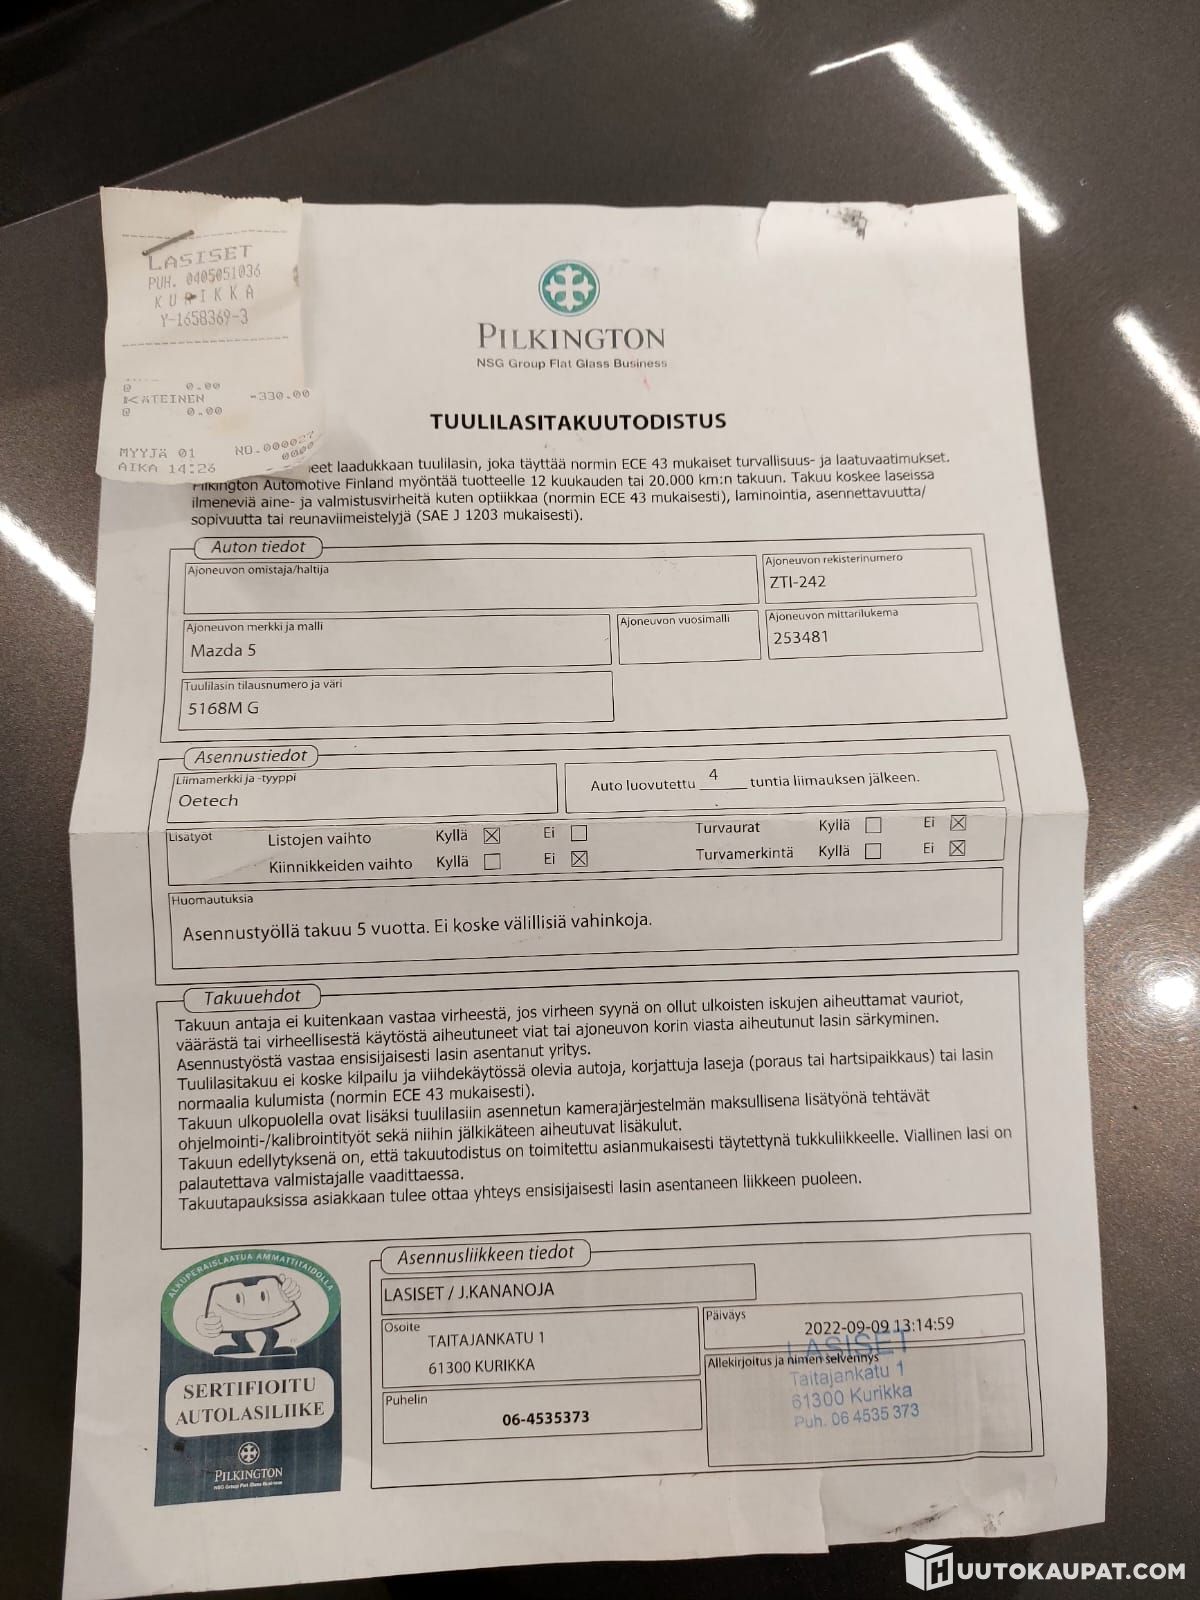 LASISET
PUH. 0405051036
KURIKKA
Y-1658369-3
@ 0.00
KÄTEINEN -330.00
@ 0.00
MYYJÄ 01 NO.000027
0000
AIKA 14:26
PILKINGTON
NSG Group Flat Glass Business
TUULILASITAKUUTODISTUS
laadukkaan tuulilasin, joka täyttää normin ECE 43 mukaiset turvallisuus- ja laatuvaatimukset.
Pilkington Automotive Finland myöntää tuotteelle 12 kuukauden tai 20.000 km:n takuun. Takuu koskee laseissa
ilmeneviä aine- ja valmistusvirheitä kuten optiikkaa (normin ECE 43 mukaisesti), laminointia, asennettavuutta/
sopivuutta tai reunaviimeistelyjä (SAE J 1203 mukaisesti).
Auton tiedot
Ajoneuvon omistaja/haltija
Ajoneuvon rekisterinumero
ZTI-242
Ajoneuvon merkki ja malli
Mazda 5
Ajoneuvon vuosimalli
Ajoneuvon mittarilukema
253481
Tuulilasin tilausnumero ja väri
5168M G
Asennustiedot
Liimamerkki ja -tyyppi
Oetech
Auto luovutettu 4 tuntia liimauksen jälkeen.
Lisätyöt
Listojen vaihto Kyllä ☒ Ei ☐
Turvaurat Kyllä ☐ Ei ☒
Kiinnikkeiden vaihto Kyllä ☐ Ei ☒
Turvamerkintä Kyllä ☐ Ei ☒
Huomautuksia
Asennustyöllä takuu 5 vuotta. Ei koske välillisiä vahinkoja.
Takuuehdot
Takuun antaja ei kuitenkaan vastaa virheestä, jos virheen syynä on ollut ulkoisten iskujen aiheuttamat vauriot,
väärästä tai virheellisestä käytöstä aiheutuneet viat tai ajoneuvon korin viasta aiheutunut lasin särkyminen.
Asennustyöstä vastaa ensisijaisesti lasin asentanut yritys.
Tuulilasitakuu ei koske kilpailu ja viihdekäytössä olevia autoja, korjattuja laseja (poraus tai hartsipaikkaus) tai lasin
normaalia kulumista (normin ECE 43 mukaisesti).
Takuun ulkopuolella ovat lisäksi tuulilasiin asennetun kamerajärjestelmän maksullisena lisätyönä tehtävät
ohjelmointi-/kalibrointityöt sekä niihin jälkikäteen aiheutuvat lisäkulut.
Takuun edellytyksenä on, että takuutodistus on toimitettu asianmukaisesti täytettynä tukkuliikkeelle. Viallinen lasi on
palautettava valmistajalle vaadittaessa.
Takuutapauksissa asiakkaan tulee ottaa yhteys ensisijaisesti lasin asentaneen liikkeen puoleen.
ALKUPERÄISLAATUA AMMATTITAIDOLLA
SERTIFIOITU
AUTOLASILIIKE
PILKINGTON
NSG Group Flat Glass Business
Asennusliikkeen tiedot
LASISET / J.KANANOJA
Osoite
TAITAJANKATU 1
61300 KURIKKA
Puhelin
06-4535373
Päiväys
2022-09-09 13:14:59
Allekirjoitus ja nimen selvennys
LASISET
Taitajankatu 1
61300 Kurikka
Puh. 06 4535 373
HUUTOKAUPAT.COM